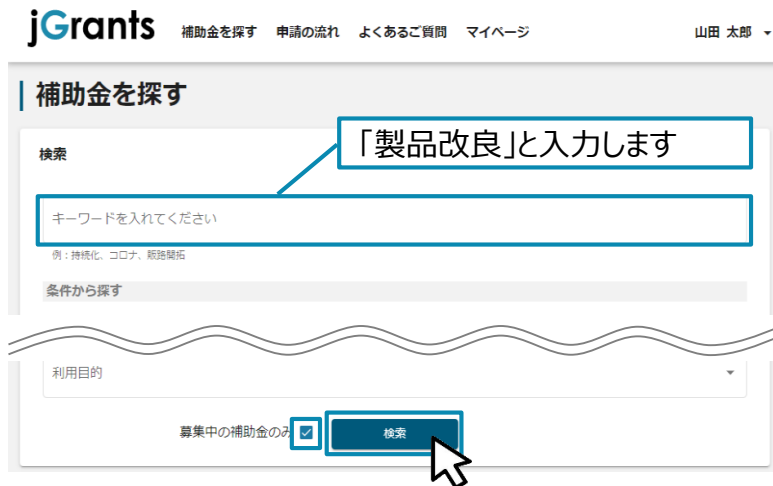 jGrants 補助金を探す 申請の流れ よくあるご質問 マイページ 山田 太郎
補助金を探す
「製品改良」と入力します
検索
キーワードを入れてください
例：持続化、コロナ、販路開拓
条件から探す
利用目的
募集中の補助金のみ 検索